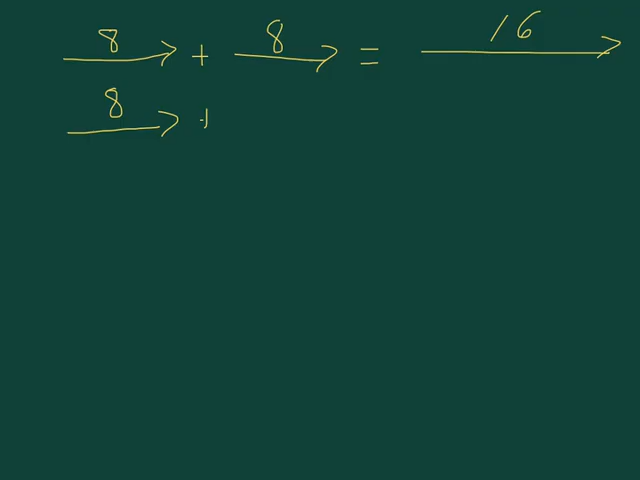 8 + 8 = 16
8 +